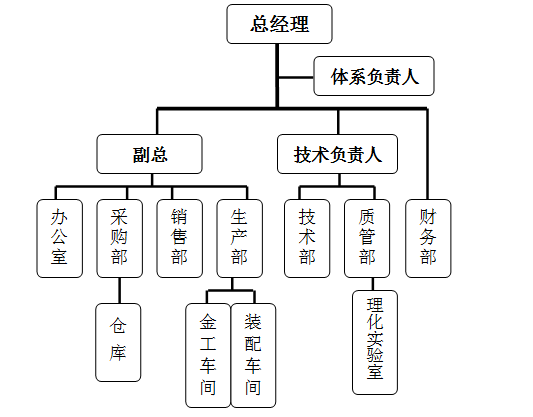 总经理
体系负责人
副总
技术负责人
办公室
采购部
销售部
生产部
技术部
质管部
财务部
仓库
金工车间
装配车间
理化实验室